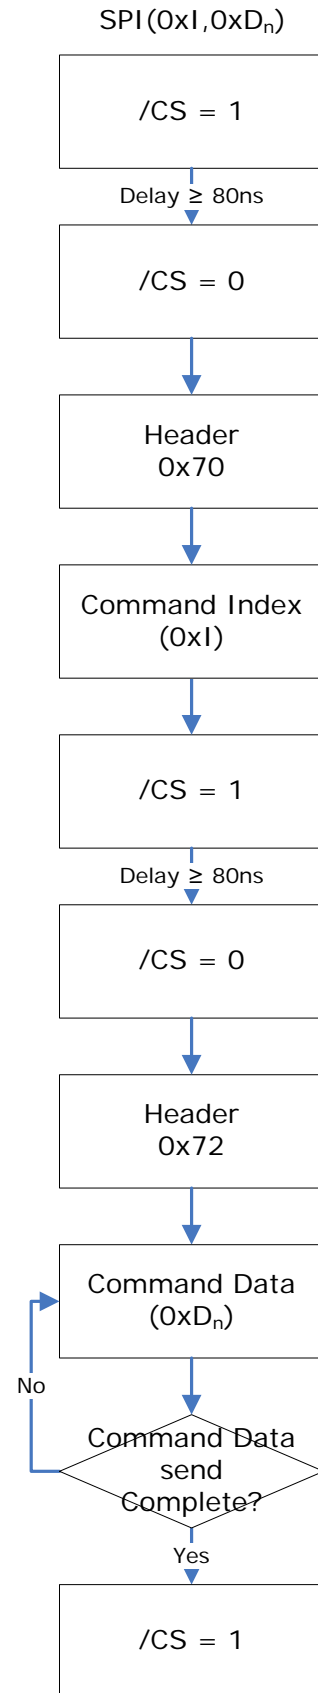 SPI(0xI,0xDₙ)
/CS = 1
Delay ≥ 80ns
/CS = 0
Header
0x70
Command Index
(0xI)
/CS = 1
Delay ≥ 80ns
/CS = 0
Header
0x72
Command Data
(0xDₙ)
No
Command Data
send
Complete?
Yes
/CS = 1